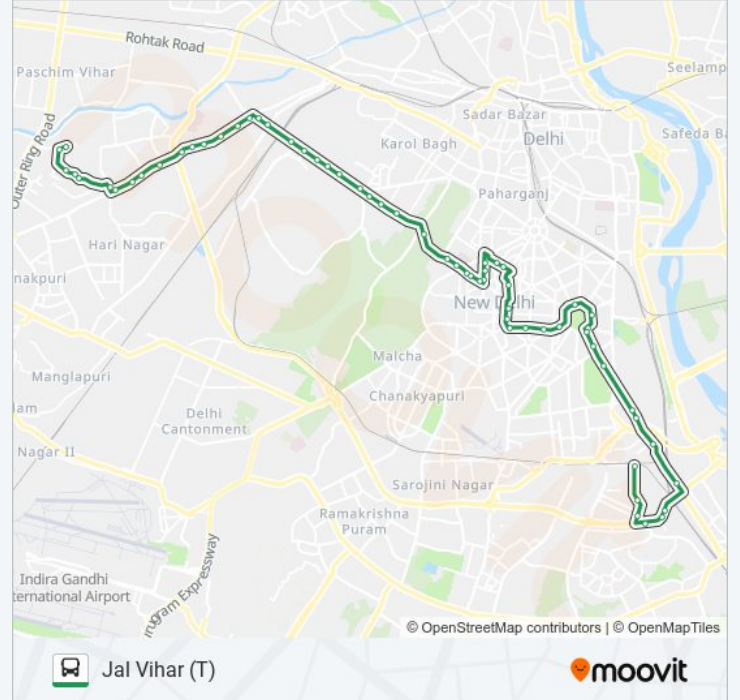 Rohtak Road
Paschim Vihar
Seelamp
Sadar Bazar
Outer Ring Road
Karol Bagh
Delhi
Safeda Ba
Paharganj
Hari Nagar
nakpuri
New Delhi
Malcha
Manglapuri
Chanakyapuri
lam
Delhi
Cantonment
Nagar II
Sarojini Nagar
Ramakrishna
Puram
Indira Gandhi
ternational Airport
rugram Expressway
© OpenStreetMap contributors | © OpenMapTiles
Jal Vihar (T)
moovit